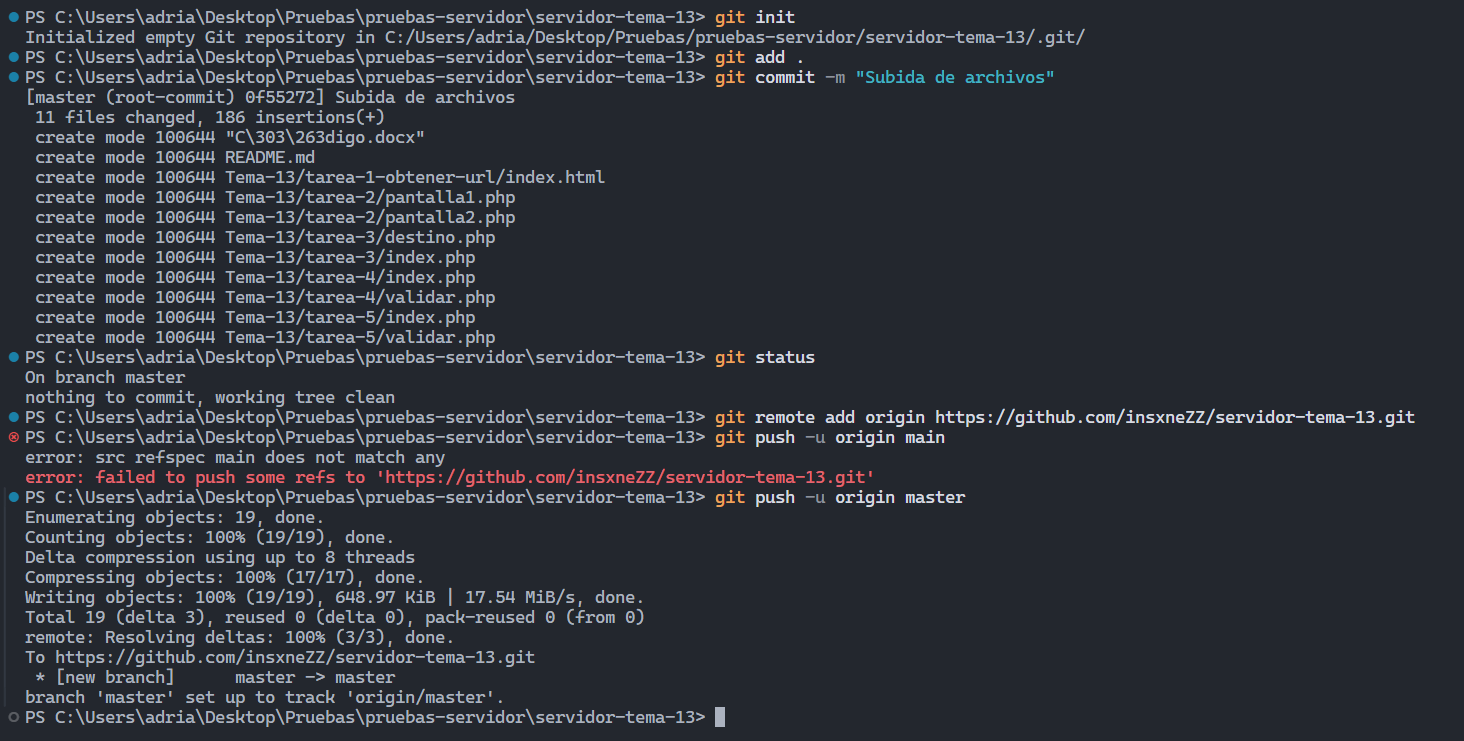 PS C:\Users\adria\Desktop\Pruebas\pruebas-servidor\servidor-tema-13> git init
Initialized empty Git repository in C:/Users/adria/Desktop/Pruebas/pruebas-servidor/servidor-tema-13/.git/
PS C:\Users\adria\Desktop\Pruebas\pruebas-servidor\servidor-tema-13> git add .
PS C:\Users\adria\Desktop\Pruebas\pruebas-servidor\servidor-tema-13> git commit -m "Subida de archivos"
[master (root-commit) 0f55272] Subida de archivos
 11 files changed, 186 insertions(+)
 create mode 100644 "C\303\263digo.docx"
 create mode 100644 README.md
 create mode 100644 Tema-13/tarea-1-obtener-url/index.html
 create mode 100644 Tema-13/tarea-2/pantalla1.php
 create mode 100644 Tema-13/tarea-2/pantalla2.php
 create mode 100644 Tema-13/tarea-3/destino.php
 create mode 100644 Tema-13/tarea-3/index.php
 create mode 100644 Tema-13/tarea-4/index.php
 create mode 100644 Tema-13/tarea-4/validar.php
 create mode 100644 Tema-13/tarea-5/index.php
 create mode 100644 Tema-13/tarea-5/validar.php
PS C:\Users\adria\Desktop\Pruebas\pruebas-servidor\servidor-tema-13> git status
On branch master
nothing to commit, working tree clean
PS C:\Users\adria\Desktop\Pruebas\pruebas-servidor\servidor-tema-13> git remote add origin https://github.com/insxneZZ/servidor-tema-13.git
PS C:\Users\adria\Desktop\Pruebas\pruebas-servidor\servidor-tema-13> git push -u origin main
error: src refspec main does not match any
error: failed to push some refs to 'https://github.com/insxneZZ/servidor-tema-13.git'
PS C:\Users\adria\Desktop\Pruebas\pruebas-servidor\servidor-tema-13> git push -u origin master
Enumerating objects: 19, done.
Counting objects: 100% (19/19), done.
Delta compression using up to 8 threads
Compressing objects: 100% (17/17), done.
Writing objects: 100% (19/19), 648.97 KiB | 17.54 MiB/s, done.
Total 19 (delta 3), reused 0 (delta 0), pack-reused 0 (from 0)
remote: Resolving deltas: 100% (3/3), done.
To https://github.com/insxneZZ/servidor-tema-13.git
 * [new branch]      master -> master
branch 'master' set up to track 'origin/master'.
PS C:\Users\adria\Desktop\Pruebas\pruebas-servidor\servidor-tema-13>